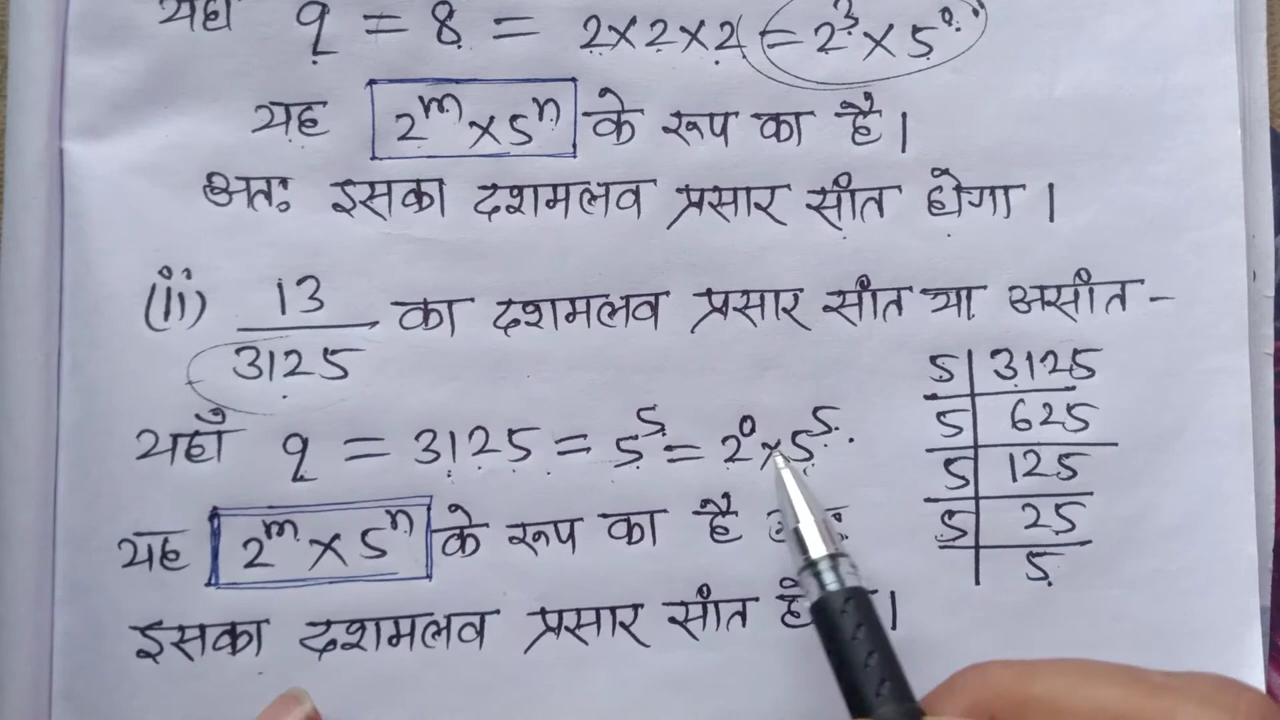 यहाँ q = 8 = 2×2×2 = 2³ × 5⁰
यह 2ᵐ × 5ⁿ के रूप का है।
अतः इसका दशमलव प्रसार सांत होगा।
(ii) 13/3125 का दशमलव प्रसार सांत या असांत -
यहाँ q = 3125 = 5⁵ = 2⁰ × 5⁵.
यह 2ᵐ × 5ⁿ के रूप का है
इसका दशमलव प्रसार सांत ।
5 | 3125
5 | 625
5 | 125
5 | 25
5